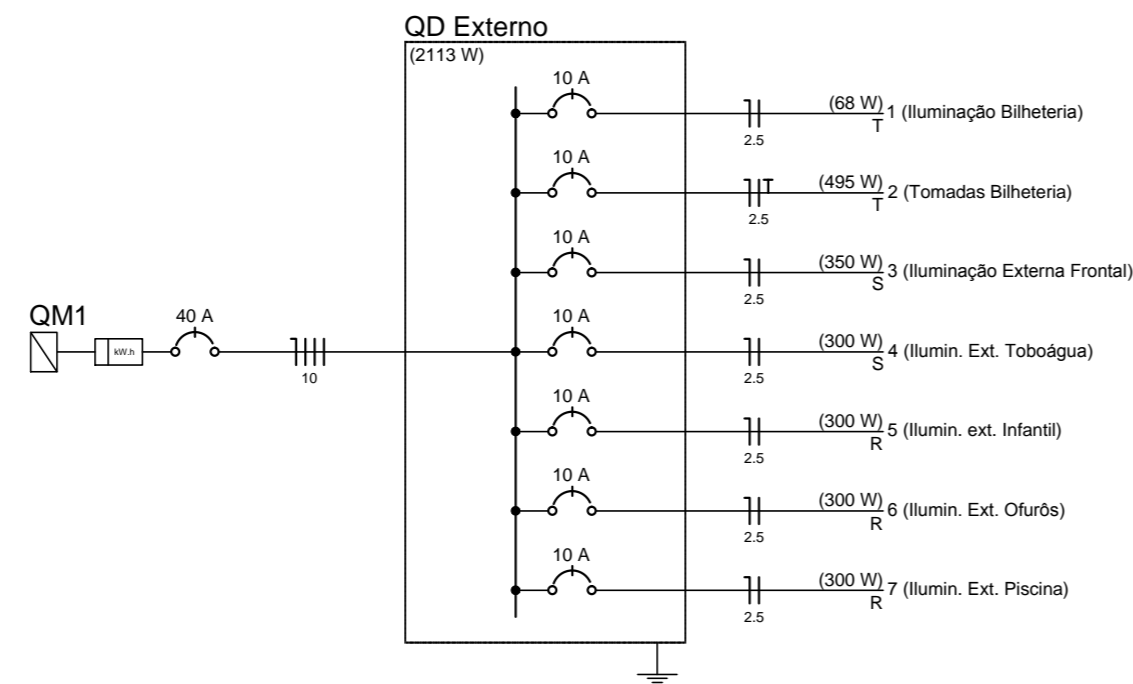 QD Externo
(2113 W)
10 A
(68 W) 1 (Iluminação Bilheteria)
2.5
T
10 A
T (495 W) 2 (Tomadas Bilheteria)
2.5
T
10 A
(350 W) 3 (Iluminação Externa Frontal)
2.5
S
QM1
40 A
kW.h
10
10 A
(300 W) 4 (Ilumin. Ext. Toboágua)
2.5
S
10 A
(300 W) 5 (Ilumin. ext. Infantil)
2.5
R
10 A
(300 W) 6 (Ilumin. Ext. Ofurôs)
2.5
R
10 A
(300 W) 7 (Ilumin. Ext. Piscina)
2.5
R